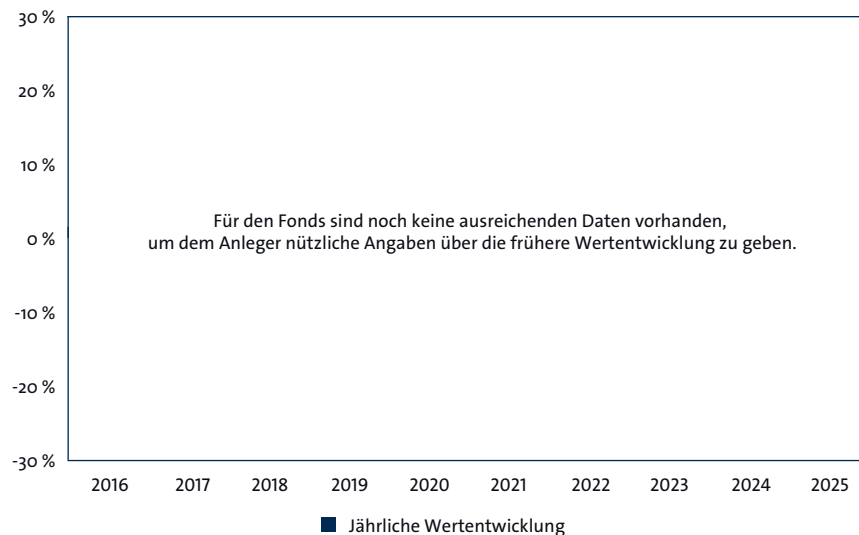 30 %
20 %
10 %
0 %
-10 %
-20 %
-30 %
Für den Fonds sind noch keine ausreichenden Daten vorhanden,
um dem Anleger nützliche Angaben über die frühere Wertentwicklung zu geben.
2016 2017 2018 2019 2020 2021 2022 2023 2024 2025
Jährliche Wertentwicklung